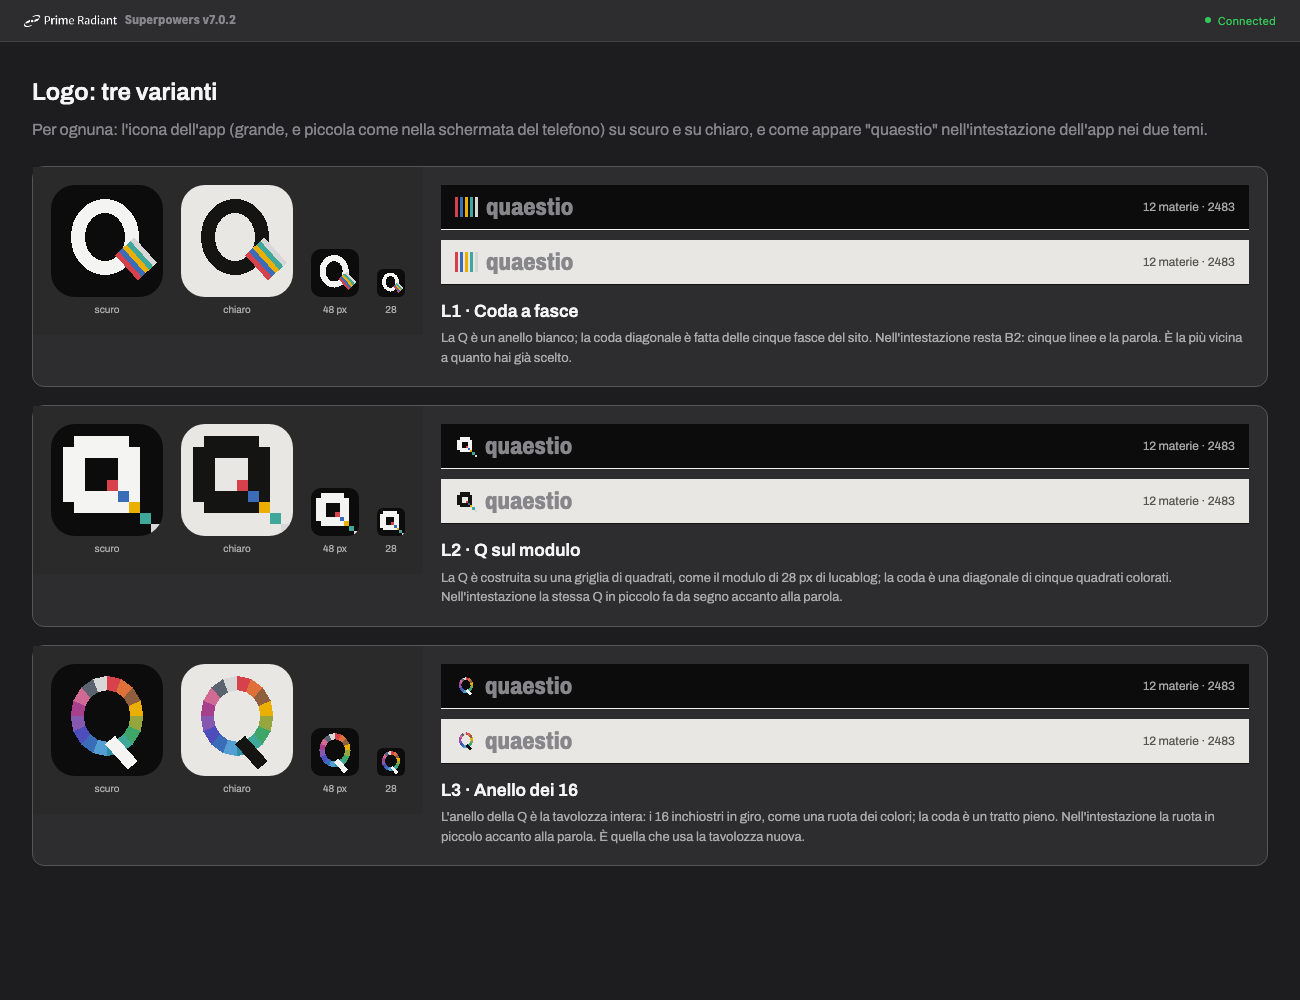 Prime Radiant Superpowers v7.0.2
Connected
Logo: tre varianti
Per ognuna: l'icona dell'app (grande, e piccola come nella schermata del telefono) su scuro e su chiaro, e come appare "quaestio" nell'intestazione dell'app nei due temi.
scuro
chiaro
48 px
28
quaestio
12 materie · 2483
quaestio
12 materie · 2483
L1 · Coda a fasce
La Q è un anello bianco; la coda diagonale è fatta delle cinque fasce del sito. Nell'intestazione resta B2: cinque linee e la parola. È la più vicina
a quanto hai già scelto.
scuro
chiaro
48 px
28
quaestio
12 materie · 2483
quaestio
12 materie · 2483
L2 · Q sul modulo
La Q è costruita su una griglia di quadrati, come il modulo di 28 px di lucablog; la coda è una diagonale di cinque quadrati colorati.
Nell'intestazione la stessa Q in piccolo fa da segno accanto alla parola.
scuro
chiaro
48 px
28
quaestio
12 materie · 2483
quaestio
12 materie · 2483
L3 · Anello dei 16
L'anello della Q è la tavolozza intera: i 16 inchiostri in giro, come una ruota dei colori; la coda è un tratto pieno. Nell'intestazione la ruota in
piccolo accanto alla parola. È quella che usa la tavolozza nuova.